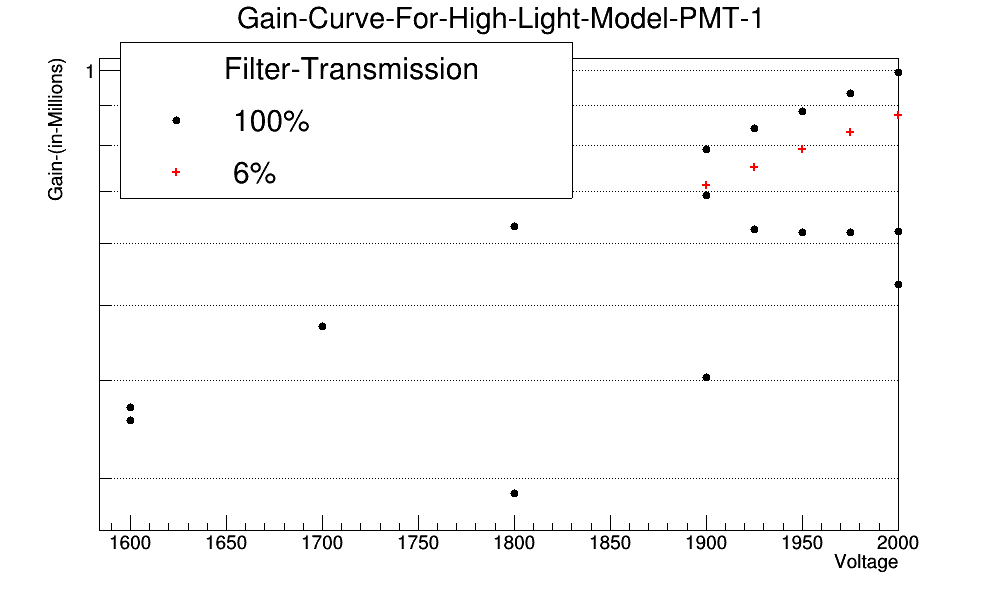 Gain-Curve-For-High-Light-Model-PMT-1
Gain-(in-Millions)
1
Filter-Transmission
100%
6%
1600 1650 1700 1750 1800 1850 1900 1950 2000
Voltage